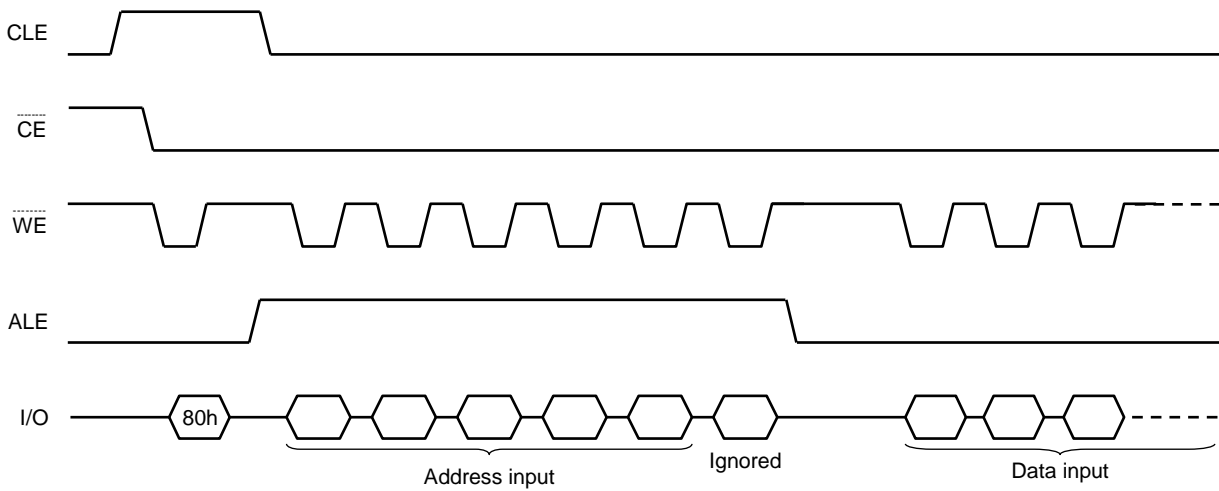 CLE
CE
WE
ALE
I/O
80h
Address input
Ignored
Data input